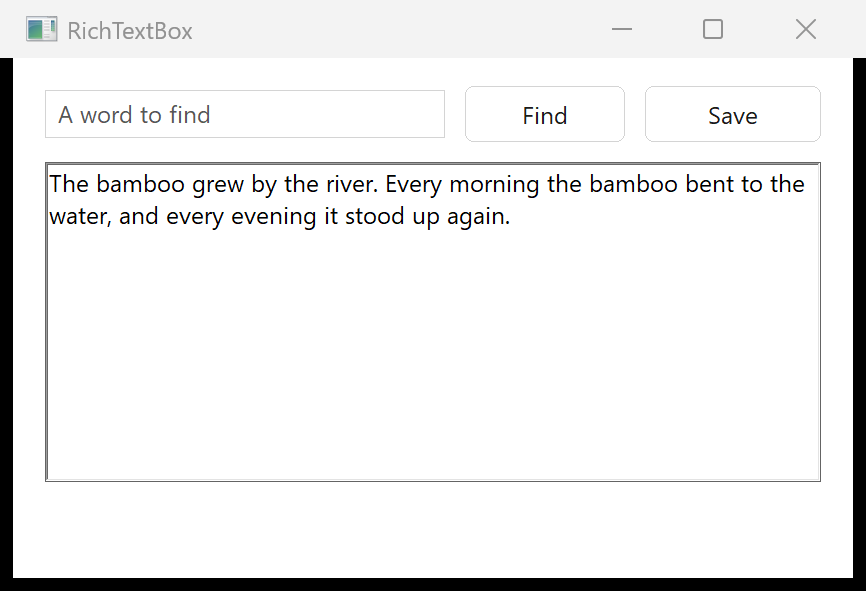 RichTextBox
A word to find
Find
Save
The bamboo grew by the river. Every morning the bamboo bent to the
water, and every evening it stood up again.